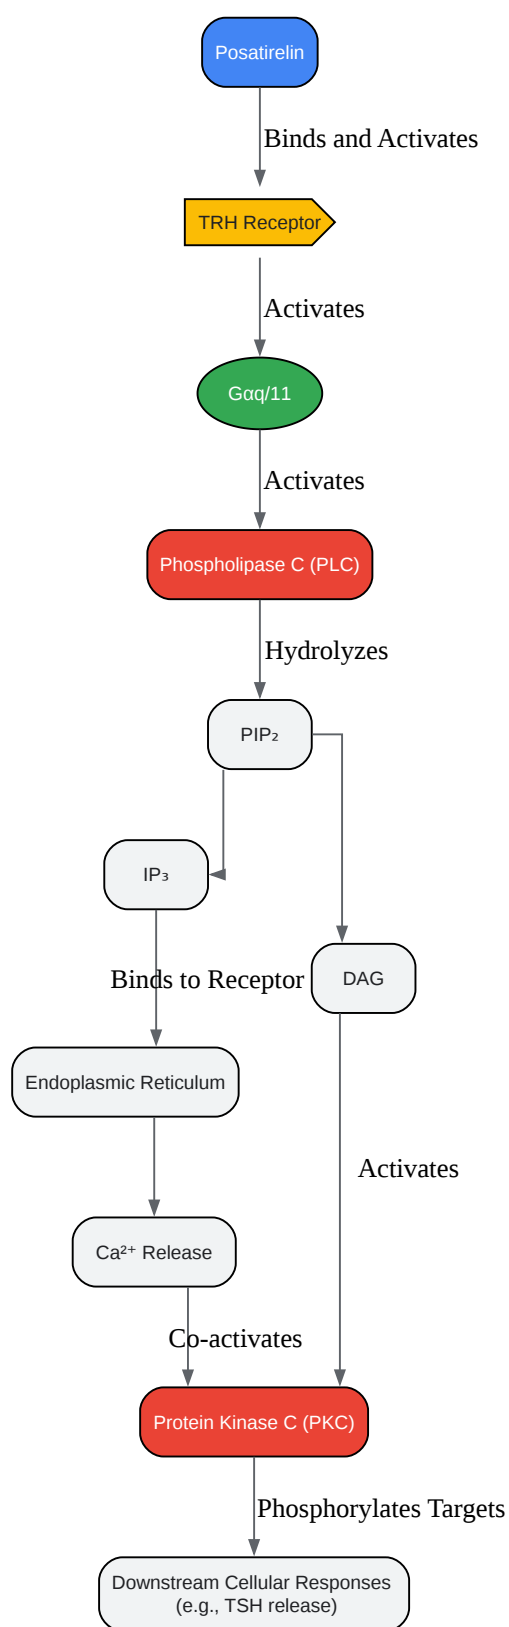 Posatirelin
Binds and Activates
TRH Receptor
Activates
Gαq/11
Activates
Phospholipase C (PLC)
Hydrolyzes
PIP₂
IP₃
Binds to Receptor
DAG
Endoplasmic Reticulum
Activates
Ca²⁺ Release
Co-activates
Protein Kinase C (PKC)
Phosphorylates Targets
Downstream Cellular Responses
(e.g., TSH release)